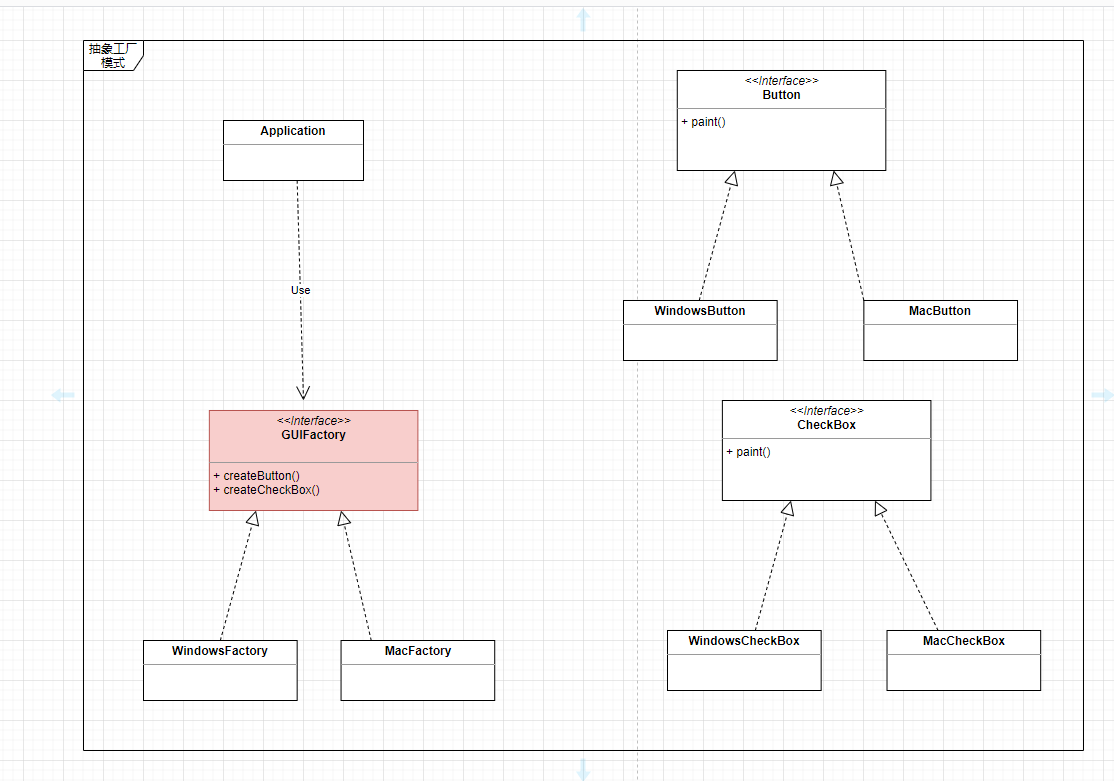 抽象工厂
模式
Application
Use
<<Interface>>
GUIFactory
+ createButton()
+ createCheckBox()
WindowsFactory
MacFactory
<<Interface>>
Button
+ paint()
WindowsButton
MacButton
<<Interface>>
CheckBox
+ paint()
WindowsCheckBox
MacCheckBox